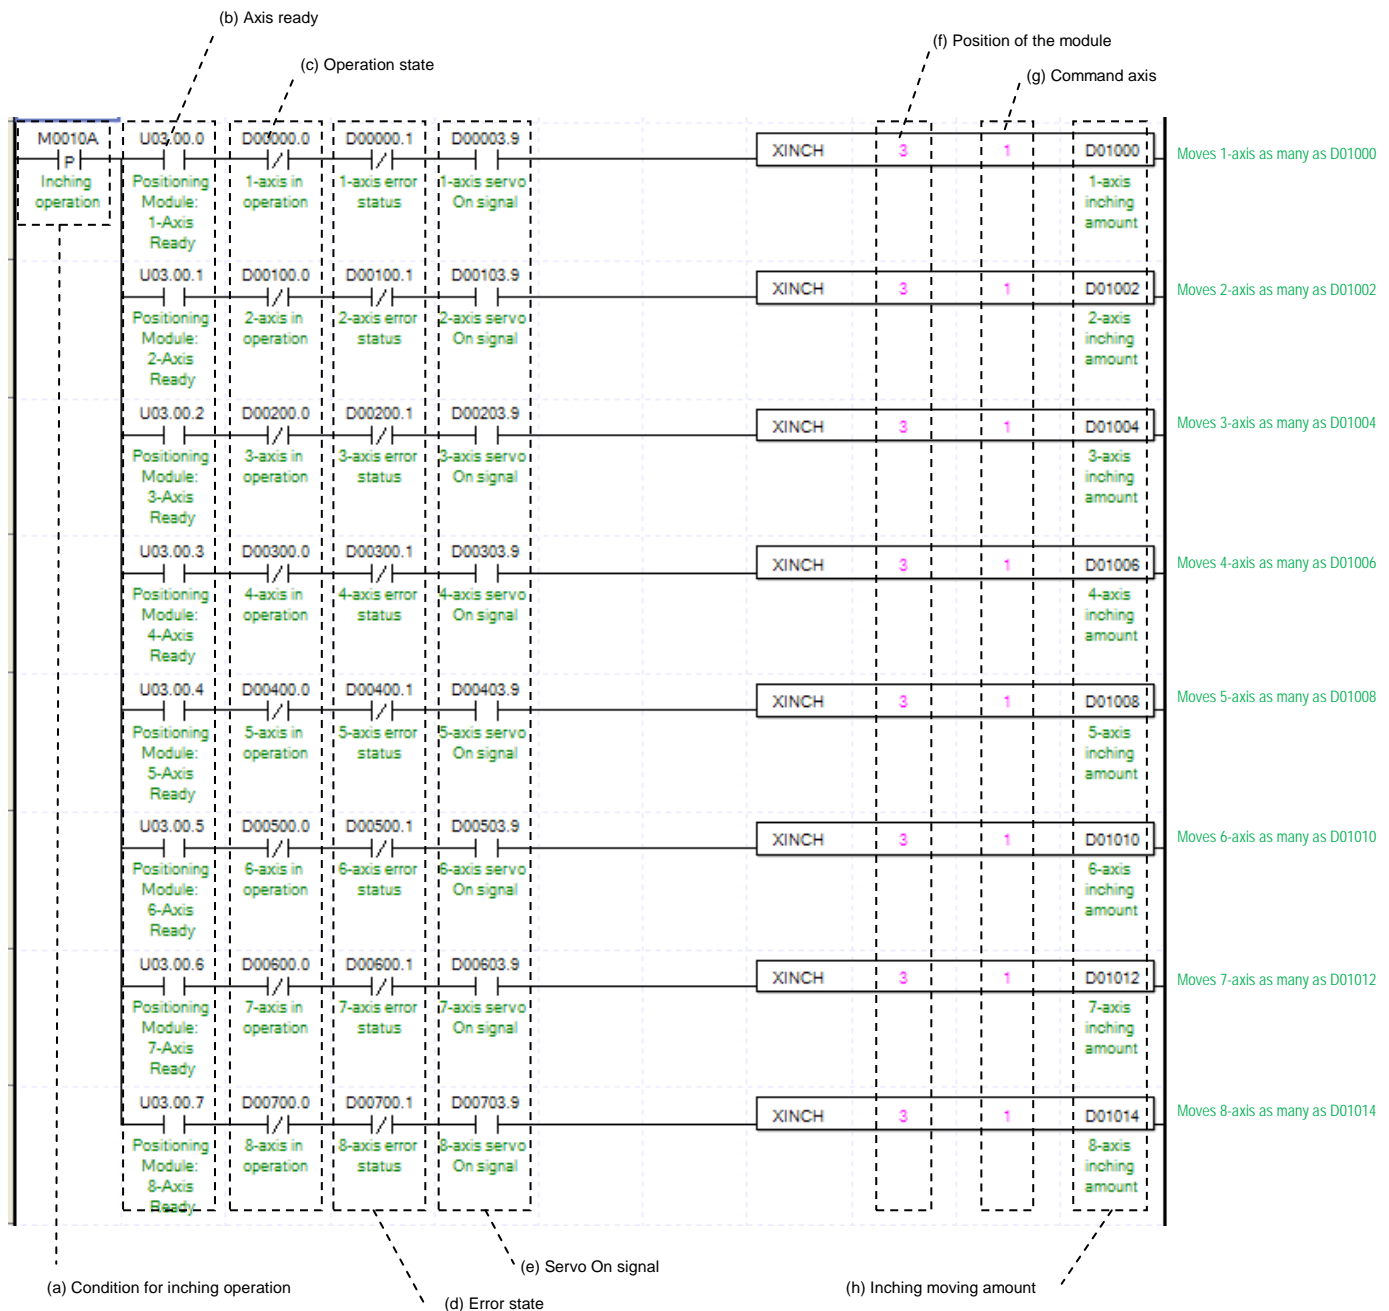 (b) Axis ready
(f) Position of the module
(c) Operation state
(g) Command axis
M0010A U03.00.0 D00000.0 D00000.1 D00003.9
P
XINCH 3 1 D01000
Moves 1-axis as many as D01000
Inching Positioning 1-axis in 1-axis error 1-axis servo 1-axis
operation Module: operation status On signal inching
1-Axis amount
Ready
U03.00.1 D00100.0 D00100.1 D00103.9
XINCH 3 1 D01002
Moves 2-axis as many as D01002
Positioning 2-axis in 2-axis error 2-axis servo 2-axis
Module: operation status On signal inching
2-Axis amount
Ready
U03.00.2 D00200.0 D00200.1 D00203.9
XINCH 3 1 D01004
Moves 3-axis as many as D01004
Positioning 3-axis in 3-axis error 3-axis servo 3-axis
Module: operation status On signal inching
3-Axis amount
Ready
U03.00.3 D00300.0 D00300.1 D00303.9
XINCH 3 1 D01006
Moves 4-axis as many as D01006
Positioning 4-axis in 4-axis error 4-axis servo 4-axis
Module: operation status On signal inching
4-Axis amount
Ready
U03.00.4 D00400.0 D00400.1 D00403.9
XINCH 3 1 D01008
Moves 5-axis as many as D01008
Positioning 5-axis in 5-axis error 5-axis servo 5-axis
Module: operation status On signal inching
5-Axis amount
Ready
U03.00.5 D00500.0 D00500.1 D00503.9
XINCH 3 1 D01010
Moves 6-axis as many as D01010
Positioning 6-axis in 6-axis error 6-axis servo 6-axis
Module: operation status On signal inching
6-Axis amount
Ready
U03.00.6 D00600.0 D00600.1 D00603.9
XINCH 3 1 D01012
Moves 7-axis as many as D01012
Positioning 7-axis in 7-axis error 7-axis servo 7-axis
Module: operation status On signal inching
7-Axis amount
Ready
U03.00.7 D00700.0 D00700.1 D00703.9
XINCH 3 1 D01014
Moves 8-axis as many as D01014
Positioning 8-axis in 8-axis error 8-axis servo 8-axis
Module: operation status On signal inching
8-Axis amount
Ready
(e) Servo On signal
(a) Condition for inching operation
(h) Inching moving amount
(d) Error state